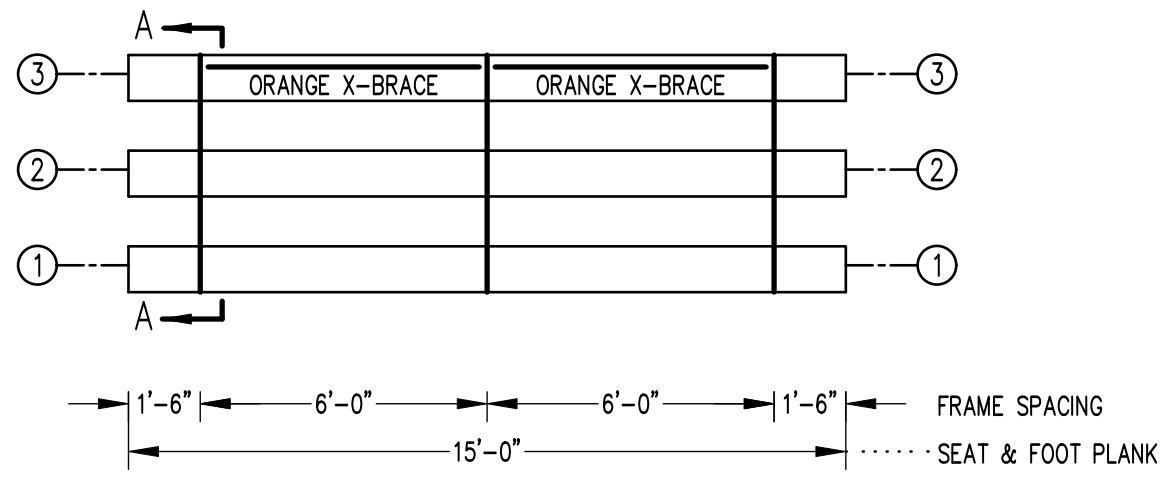 A
3 ORANGE X-BRACE ORANGE X-BRACE 3
2 2
1 1
A
1'-6" 6'-0" 6'-0" 1'-6" FRAME SPACING
15'-0" SEAT & FOOT PLANK